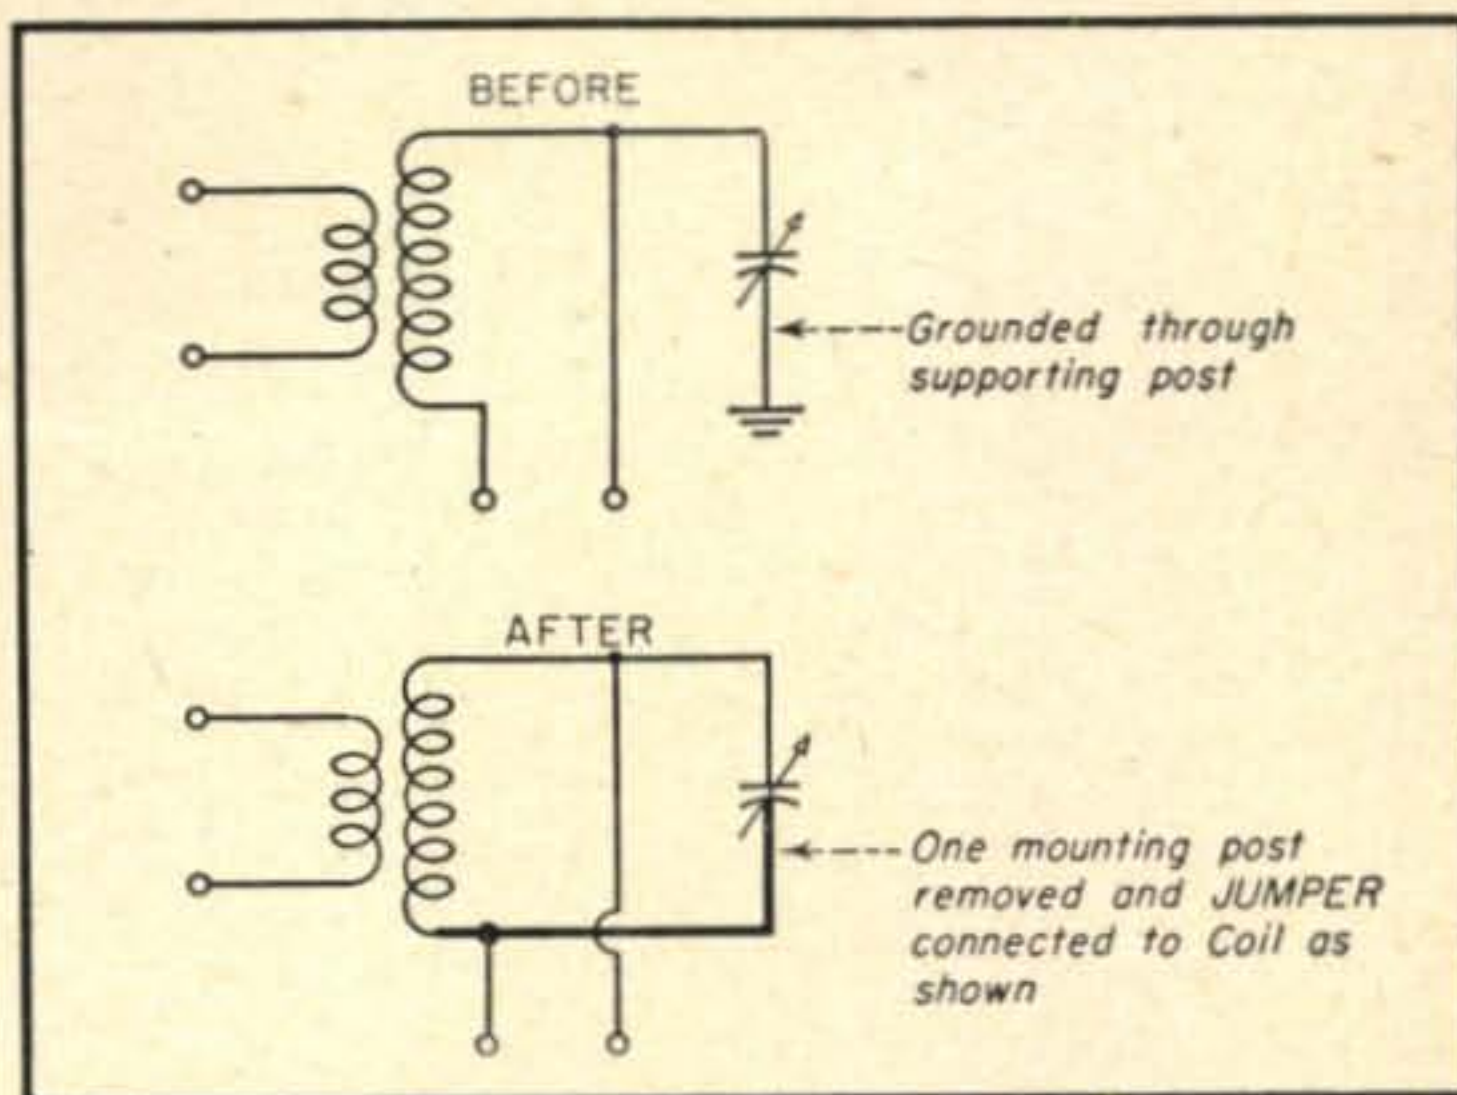 BEFORE
Grounded through
supporting post
AFTER
One mounting post
removed and JUMPER
connected to Coil as
shown